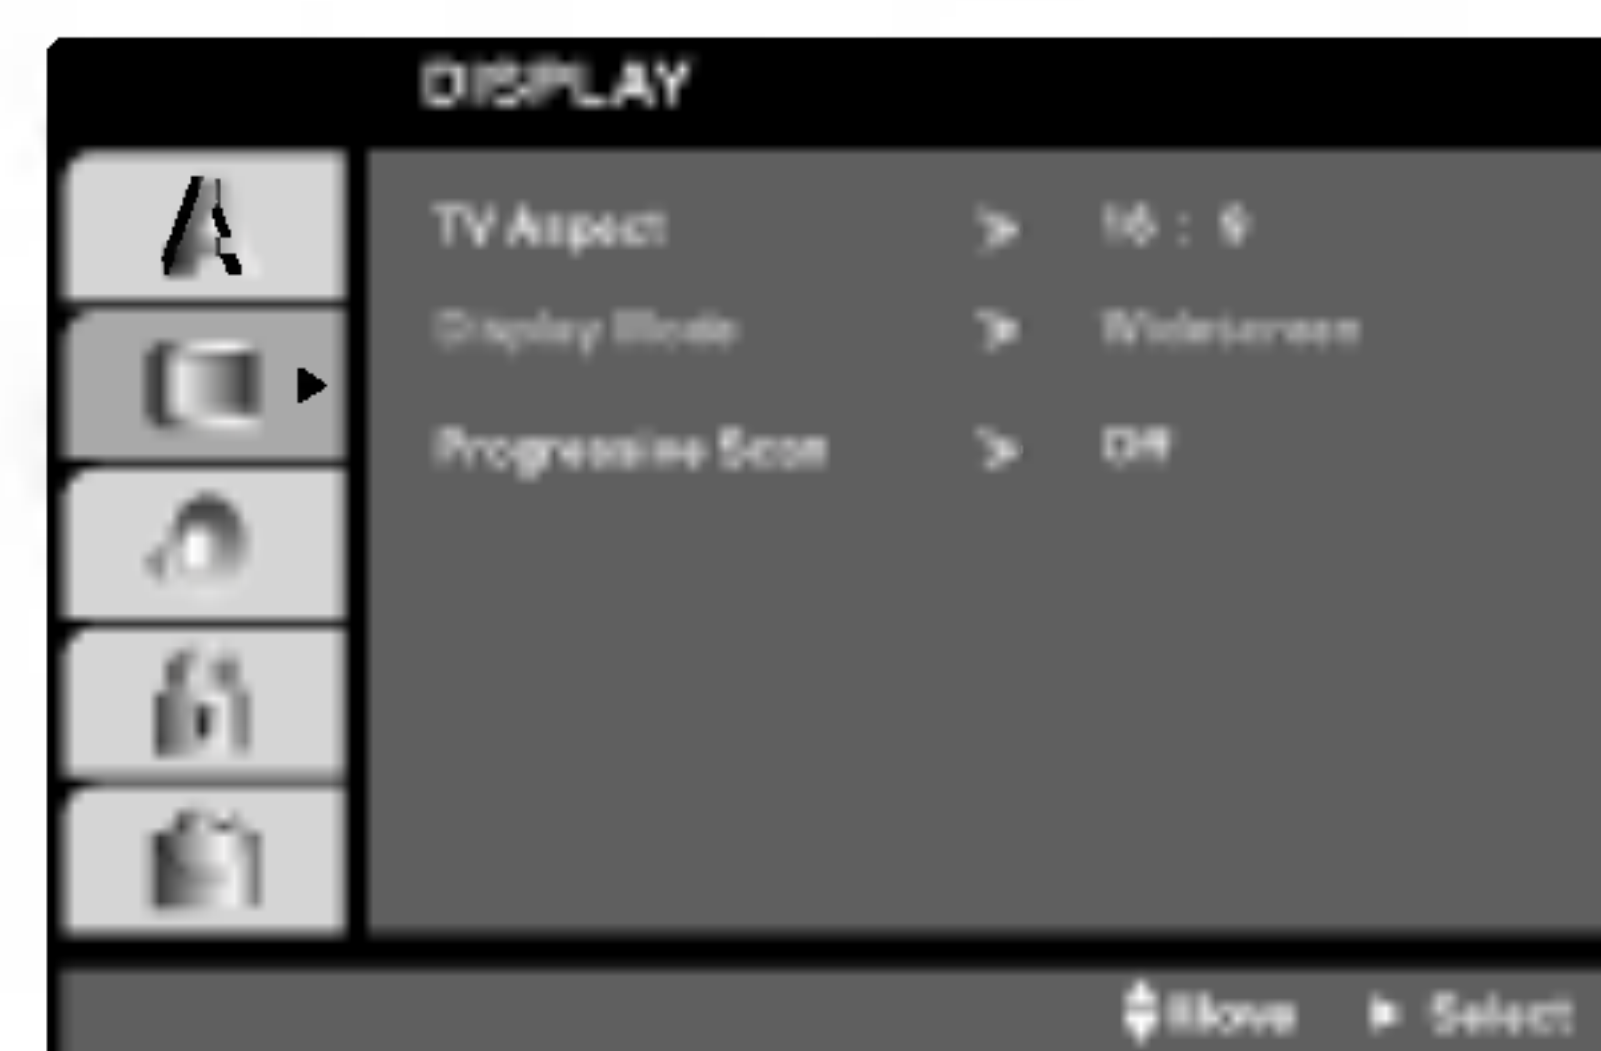 DISPLAY
TV Aspect > 16 : 9
Display Mode > Widescreen
Progressive Scan > Off
Move Select